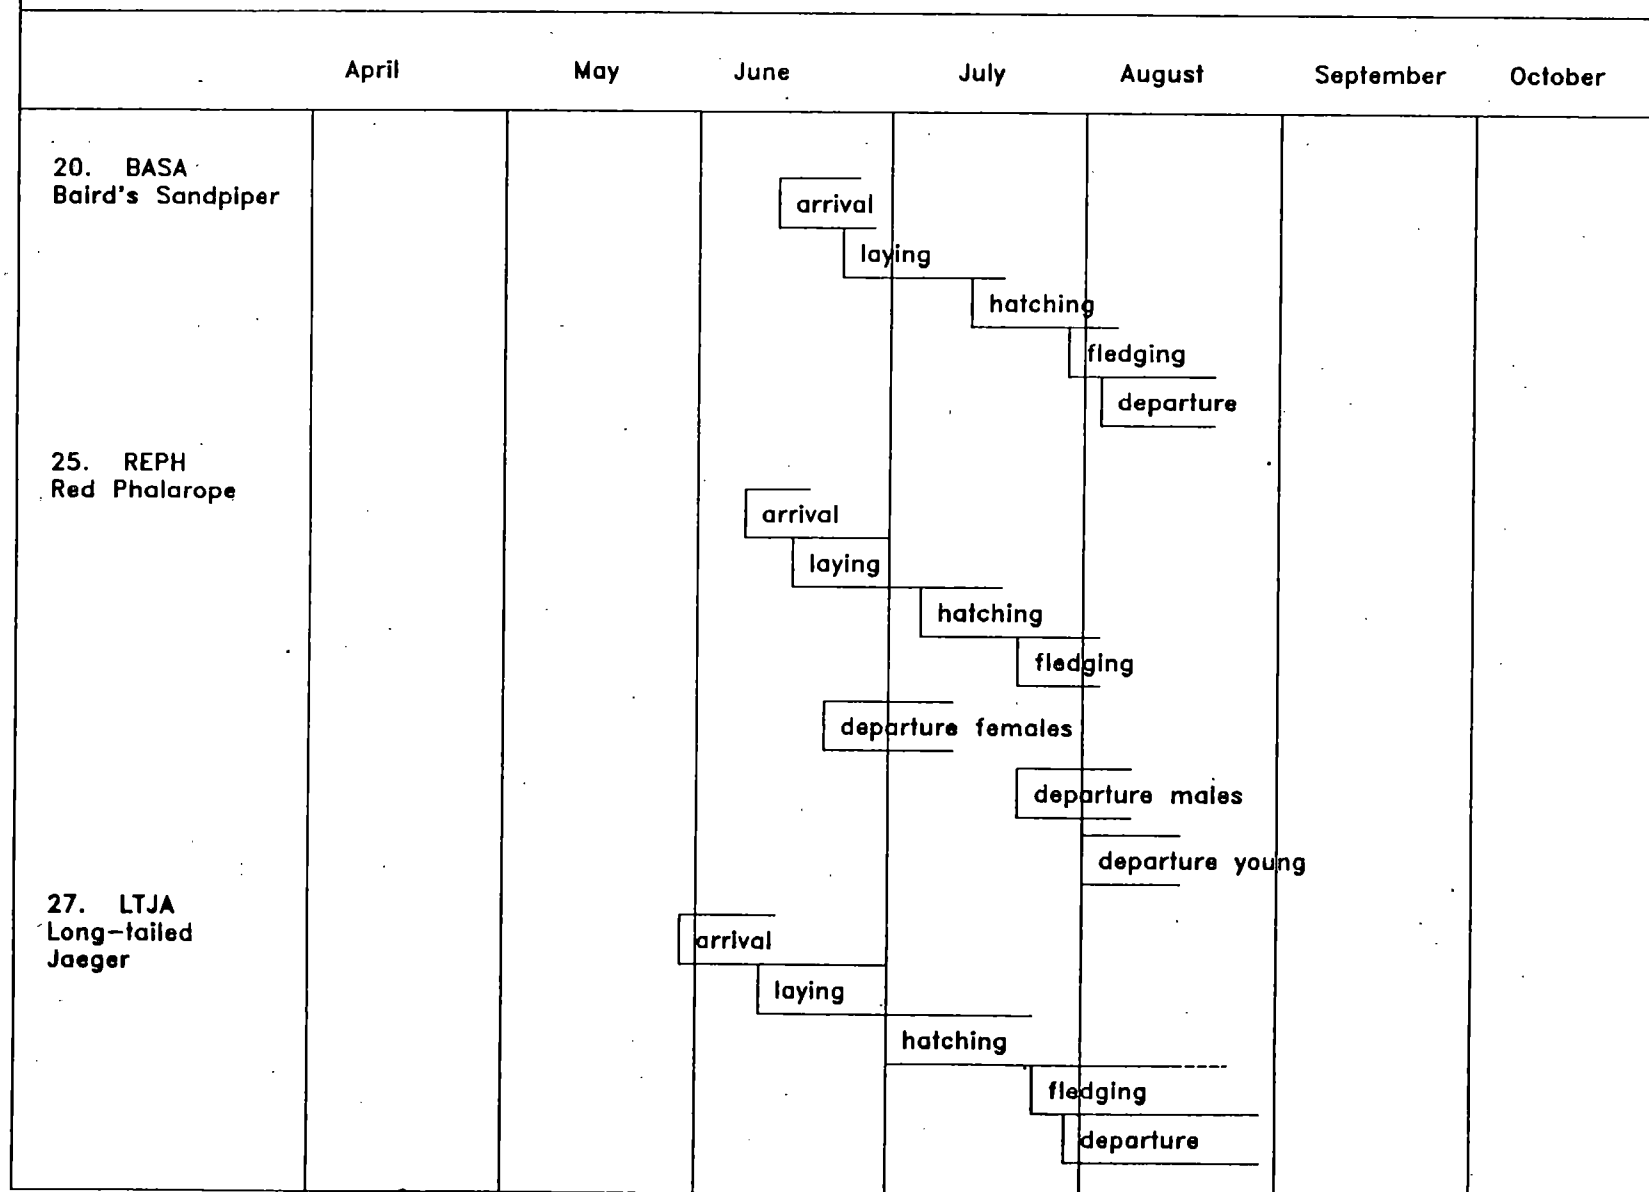 April May June July August September October
20. BASA
Baird's Sandpiper
arrival
laying
hatching
fledging
departure
25. REPH
Red Phalarope
arrival
laying
hatching
fledging
departure females
departure males
departure young
27. LTJA
Long-tailed
Jaeger
arrival
laying
hatching
fledging
departure